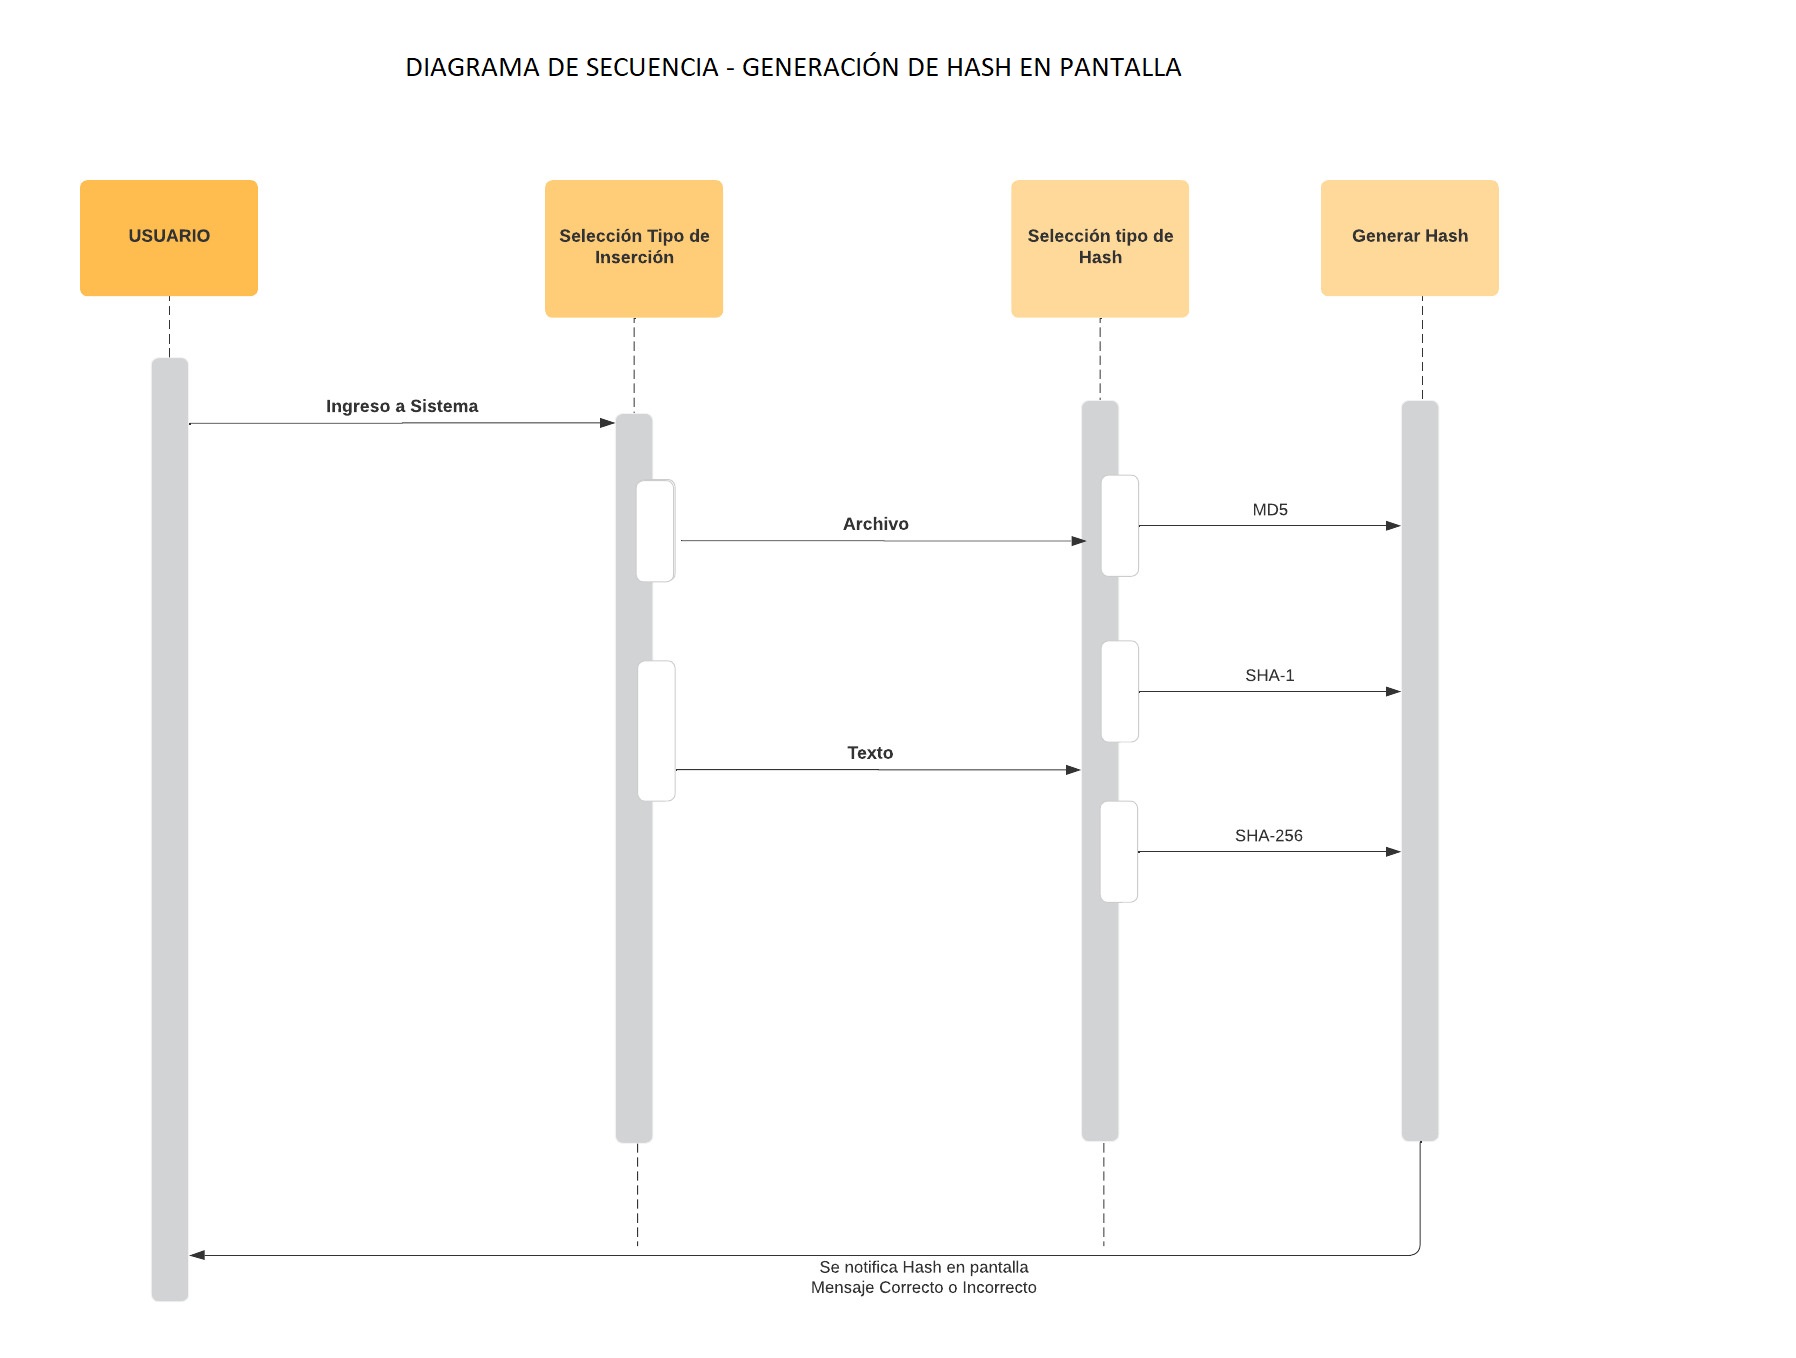 DIAGRAMA DE SECUENCIA - GENERACIÓN DE HASH EN PANTALLA
USUARIO
Selección Tipo de
Inserción
Selección tipo de
Hash
Generar Hash
Ingreso a Sistema
Archivo
MD5
SHA-1
Texto
SHA-256
Se notifica Hash en pantalla
Mensaje Correcto o Incorrecto